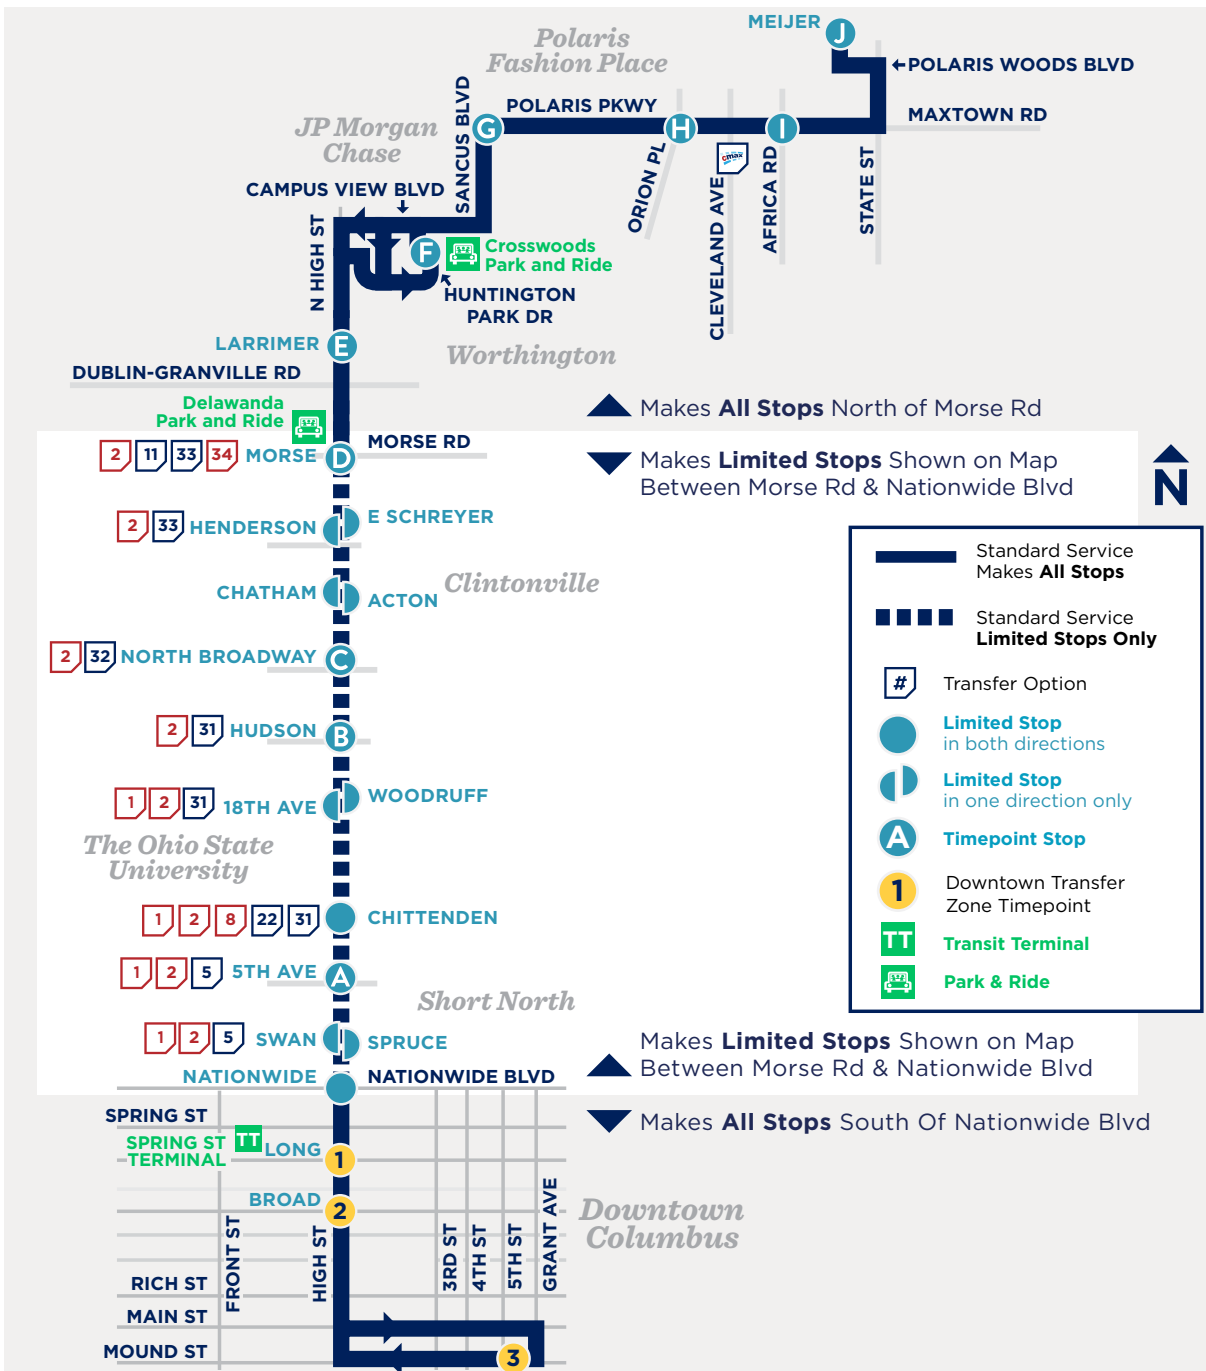 MEIJER
J
Polaris
Fashion Place
POLARIS WOODS BLVD
SANCUS BLVD
POLARIS PKWY
MAXTOWN RD
JP Morgan
Chase
G
H
I
cmax
ORION PL
CLEVELAND AVE
AFRICA RD
STATE ST
CAMPUS VIEW BLVD
N HIGH ST
F
Crosswoods
Park and Ride
HUNTINGTON
PARK DR
LARRIMER
E
Worthington
DUBLIN-GRANVILLE RD
Delawanda
Park and Ride
Makes All Stops North of Morse Rd
MORSE RD
2 11 33 34 MORSE
D
Makes Limited Stops Shown on Map
Between Morse Rd & Nationwide Blvd
N
2 33 HENDERSON
E SCHREYER
CHATHAM
ACTON
Clintonville
2 32 NORTH BROADWAY
C
2 31 HUDSON
B
1 2 31 18TH AVE
WOODRUFF
The Ohio State
University
1 2 8 22 31
CHITTENDEN
1 2 5 5TH AVE
A
Short North
1 2 5 SWAN
SPRUCE
NATIONWIDE
NATIONWIDE BLVD
Standard Service
Makes All Stops
Standard Service
Limited Stops Only
#
Transfer Option
Limited Stop
in both directions
Limited Stop
in one direction only
A
Timepoint Stop
1
Downtown Transfer
Zone Timepoint
TT
Transit Terminal
Park & Ride
Makes Limited Stops Shown on Map
Between Morse Rd & Nationwide Blvd
Makes All Stops South Of Nationwide Blvd
SPRING ST
SPRING ST
TERMINAL
TT
LONG
1
BROAD
2
Downtown
Columbus
FRONT ST
HIGH ST
3RD ST
4TH ST
5TH ST
GRANT AVE
RICH ST
MAIN ST
MOUND ST
3